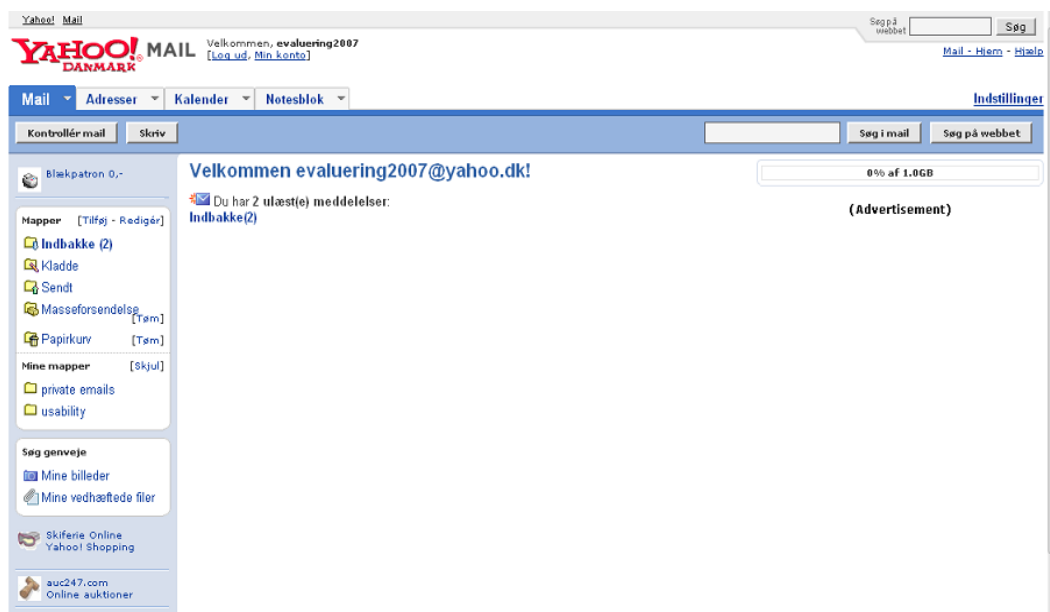 Yahoo! Mail
Søg på webbet
Søg
YAHOO! MAIL
DANMARK
Velkommen, evaluering2007
[Log ud, Min konto]
Mail - Hjem - Hjælp
Mail Adresser Kalender Notesblok
Indstillinger
Kontrollér mail Skriv
Søg i mail Søg på webbet
Blækpatron 0,-
Velkommen evaluering2007@yahoo.dk!
0% af 1.0GB
Du har 2 ulæst(e) meddelelser:
Indbakke(2)
(Advertisement)
Mapper [Tilføj - Redigér]
Indbakke (2)
Kladde
Sendt
Masseforsendelse
[Tøm]
Papirkurv [Tøm]
Mine mapper [Skjul]
private emails
usability
Søg genveje
Mine billeder
Mine vedhæftede filer
Skiferie Online
Yahoo! Shopping
auc247.com
Online auktioner